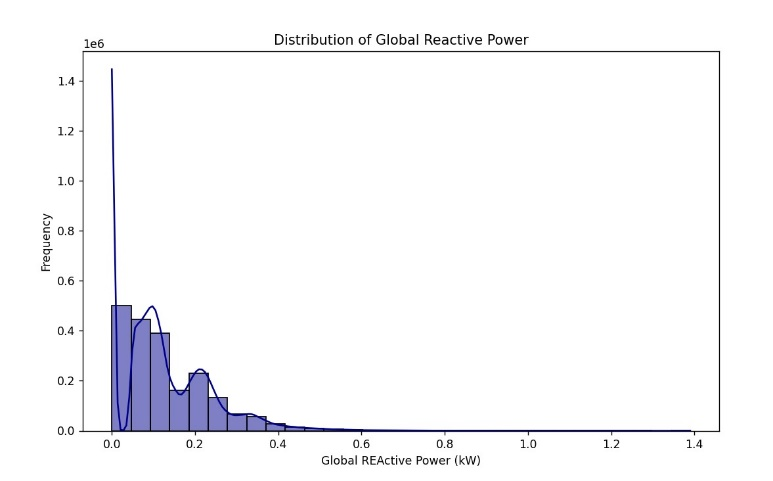 Distribution of Global Reactive Power
1e6
1.4
1.2
1.0
0.8
0.6
0.4
0.2
0.0
Frequency
0.0 0.2 0.4 0.6 0.8 1.0 1.2 1.4
Global REActive Power (kW)